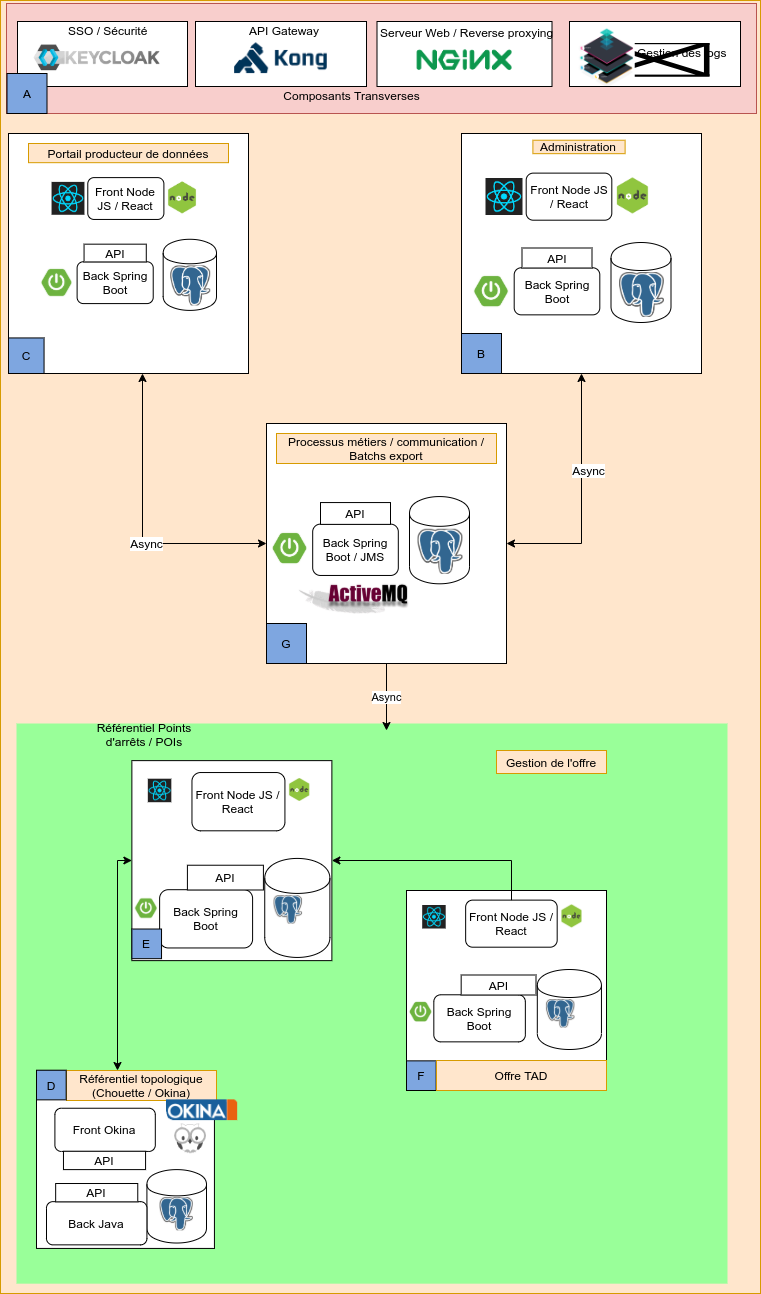 SSO / Sécurité
KEYCLOAK
API Gateway
Kong
Serveur Web / Reverse proxying
NGiNX
Gestion des logs
A
Composants Transverses
Portail producteur de données
Front Node
JS / React
node
API
Back Spring
Boot
C
Administration
Front Node JS
/ React
node
API
Back Spring
Boot
B
Async
Async
Processus métiers / communication /
Batchs export
API
Back Spring
Boot / JMS
ActiveMQ
G
Async
Référentiel Points
d'arrêts / POIs
Gestion de l'offre
Front Node JS /
React
node
API
Back Spring
Boot
E
Front Node JS /
React
node
API
Back Spring
Boot
F
Offre TAD
D
Référentiel topologique
(Chouette / Okina)
OKINA
Front Okina
API
API
Back Java